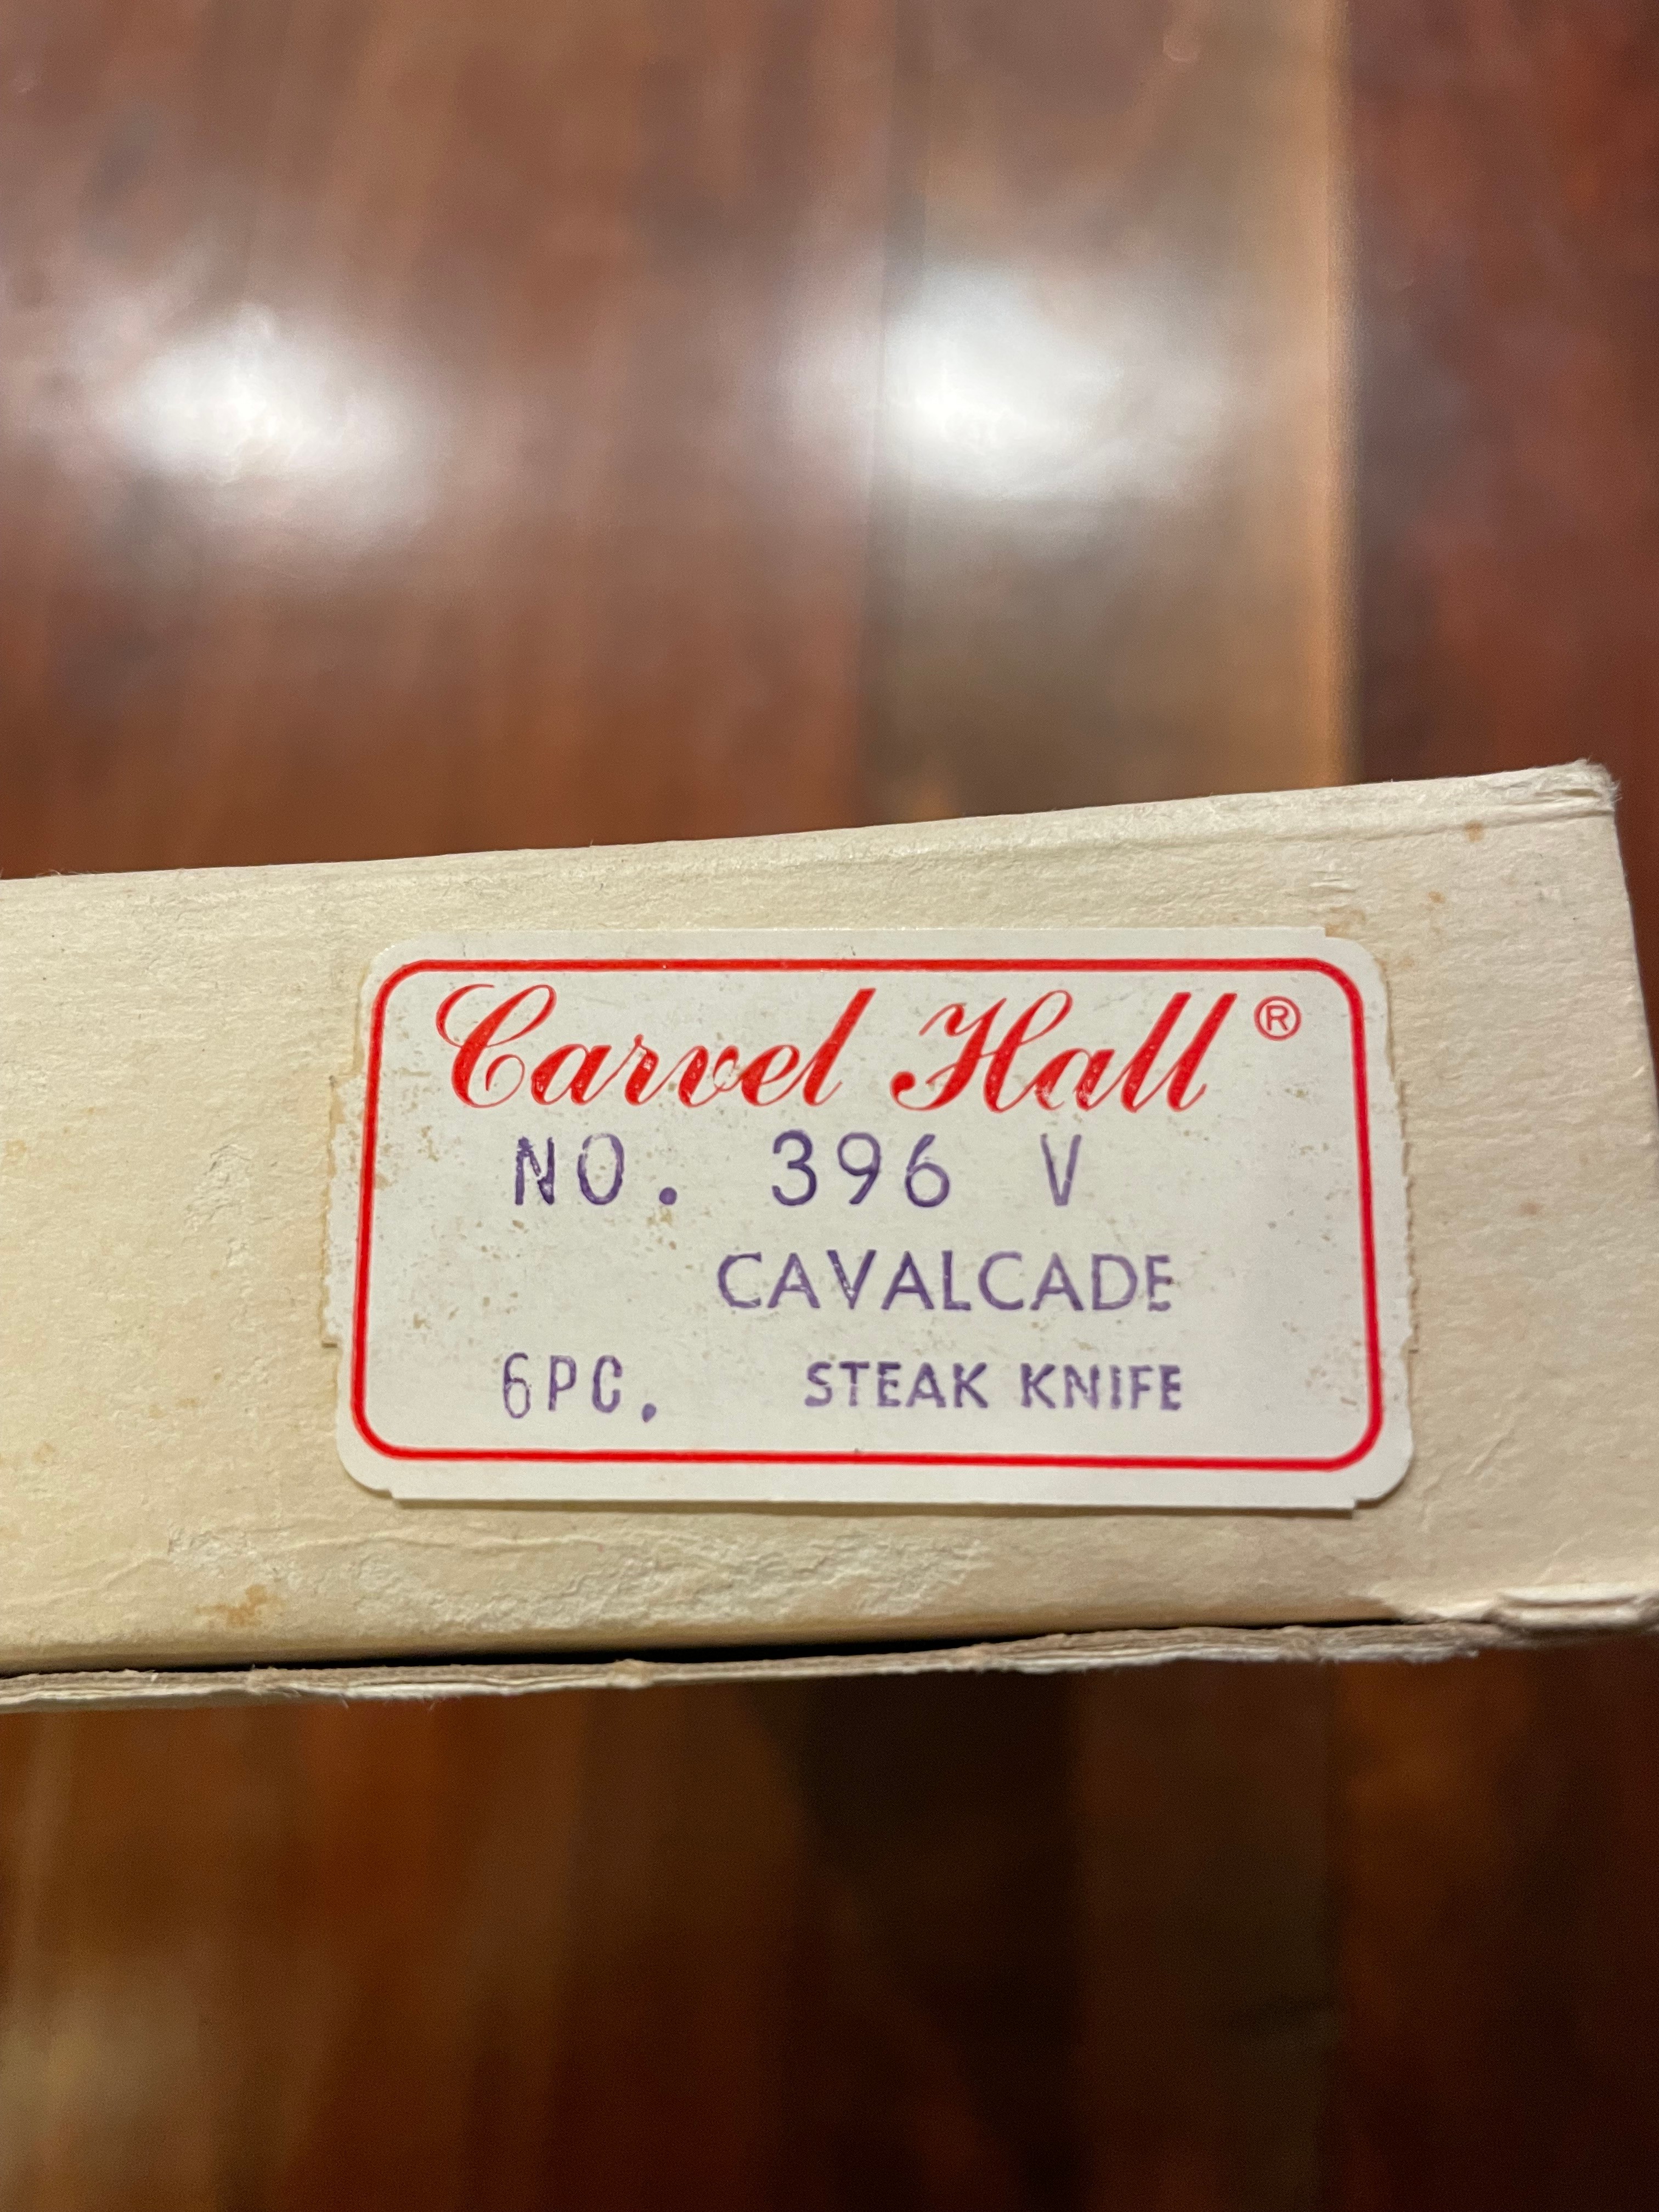 Carvel Hall®
NO. 396 V
CAVALCADE
6PC. STEAK KNIFE